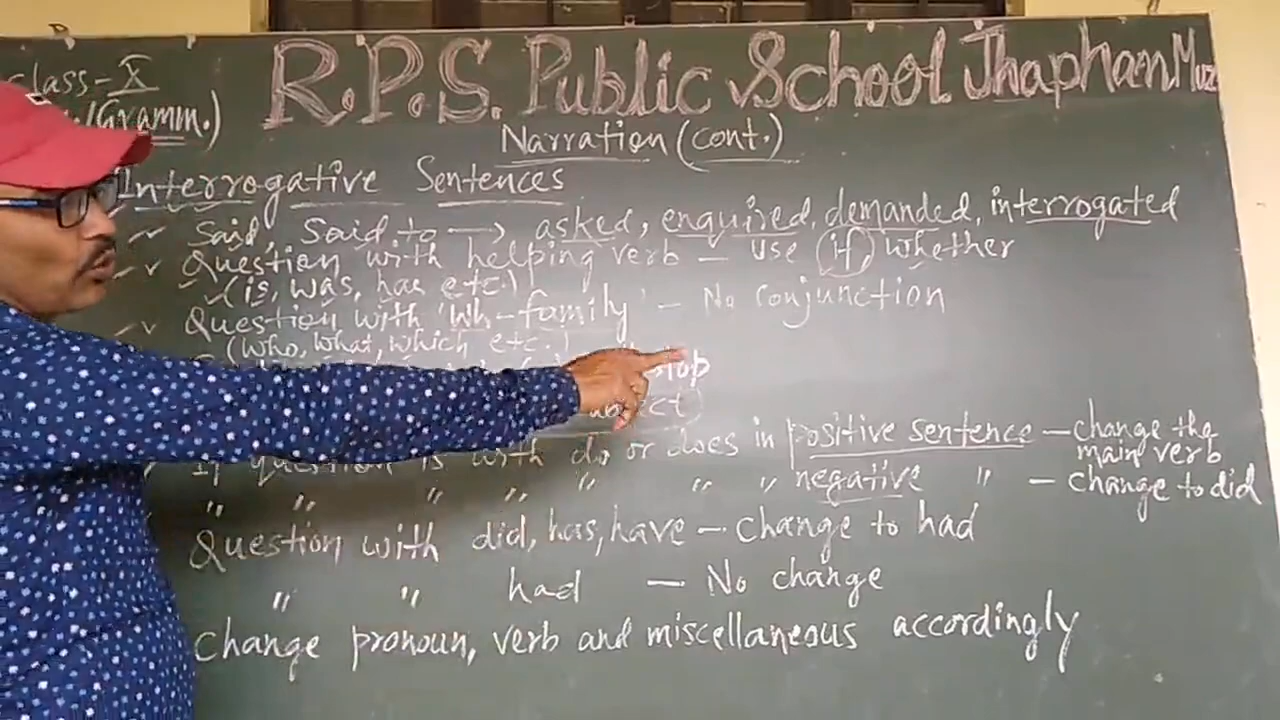 R.P.S. Public School Jhaphan Muz
Class-X
/Gramm.)
Narration (cont.)
Interrogative Sentences
Said, Said to → asked, enquired, demanded, interrogated
Question with helping verb - use if, whether
(is, was, has etc.)
Question with 'Wh-family' - No conjunction
(Who, What, Which etc.)
If question is with do or does in positive sentence - change the main verb
" " " " " " " negative " - change to did
Question with did, has, have - change to had
" " had - No change
Change pronoun, verb and miscellaneous accordingly